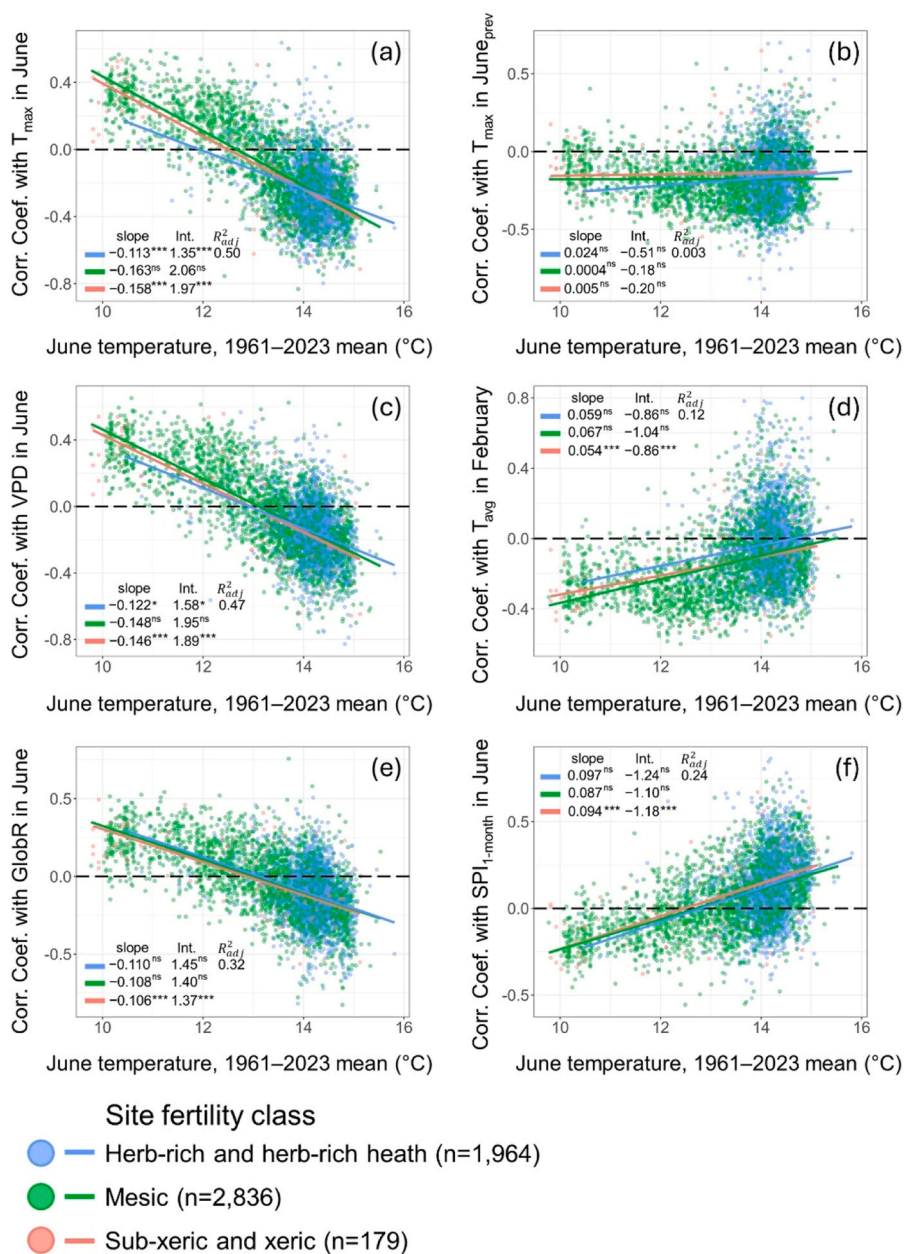 (a)
Corr. Coef. with Tmax in June
0.4
0.0
-0.4
-0.8
slope Int. R²adj
−0.113*** 1.35*** 0.50
−0.163ns 2.06ns
−0.158*** 1.97***
10 12 14 16
June temperature, 1961–2023 mean (°C)
(b)
Corr. Coef. with Tmax in Juneprev
0.5
0.0
-0.5
slope Int. R²adj
0.024ns −0.51ns 0.003
0.0004ns −0.18ns
0.005ns −0.20ns
10 12 14 16
June temperature, 1961–2023 mean (°C)
(c)
Corr. Coef. with VPD in June
0.4
0.0
-0.4
-0.8
slope Int. R²adj
−0.122* 1.58* 0.47
−0.148ns 1.95ns
−0.146*** 1.89***
10 12 14 16
June temperature, 1961–2023 mean (°C)
(d)
Corr. Coef. with Tavg in February
0.8
0.4
0.0
-0.4
slope Int. R²adj
0.059ns −0.86ns 0.12
0.067ns −1.04ns
0.054*** −0.86***
10 12 14 16
June temperature, 1961–2023 mean (°C)
(e)
Corr. Coef. with GlobR in June
0.5
0.0
-0.5
slope Int. R²adj
−0.110ns 1.45ns 0.32
−0.108ns 1.40ns
−0.106*** 1.37***
10 12 14 16
June temperature, 1961–2023 mean (°C)
(f)
Corr. Coef. with SPI1-month in June
1.0
0.5
0.0
-0.5
slope Int. R²adj
0.097ns −1.24ns 0.24
0.087ns −1.10ns
0.094*** −1.18***
10 12 14 16
June temperature, 1961–2023 mean (°C)
Site fertility class
Herb-rich and herb-rich heath (n=1,964)
Mesic (n=2,836)
Sub-xeric and xeric (n=179)